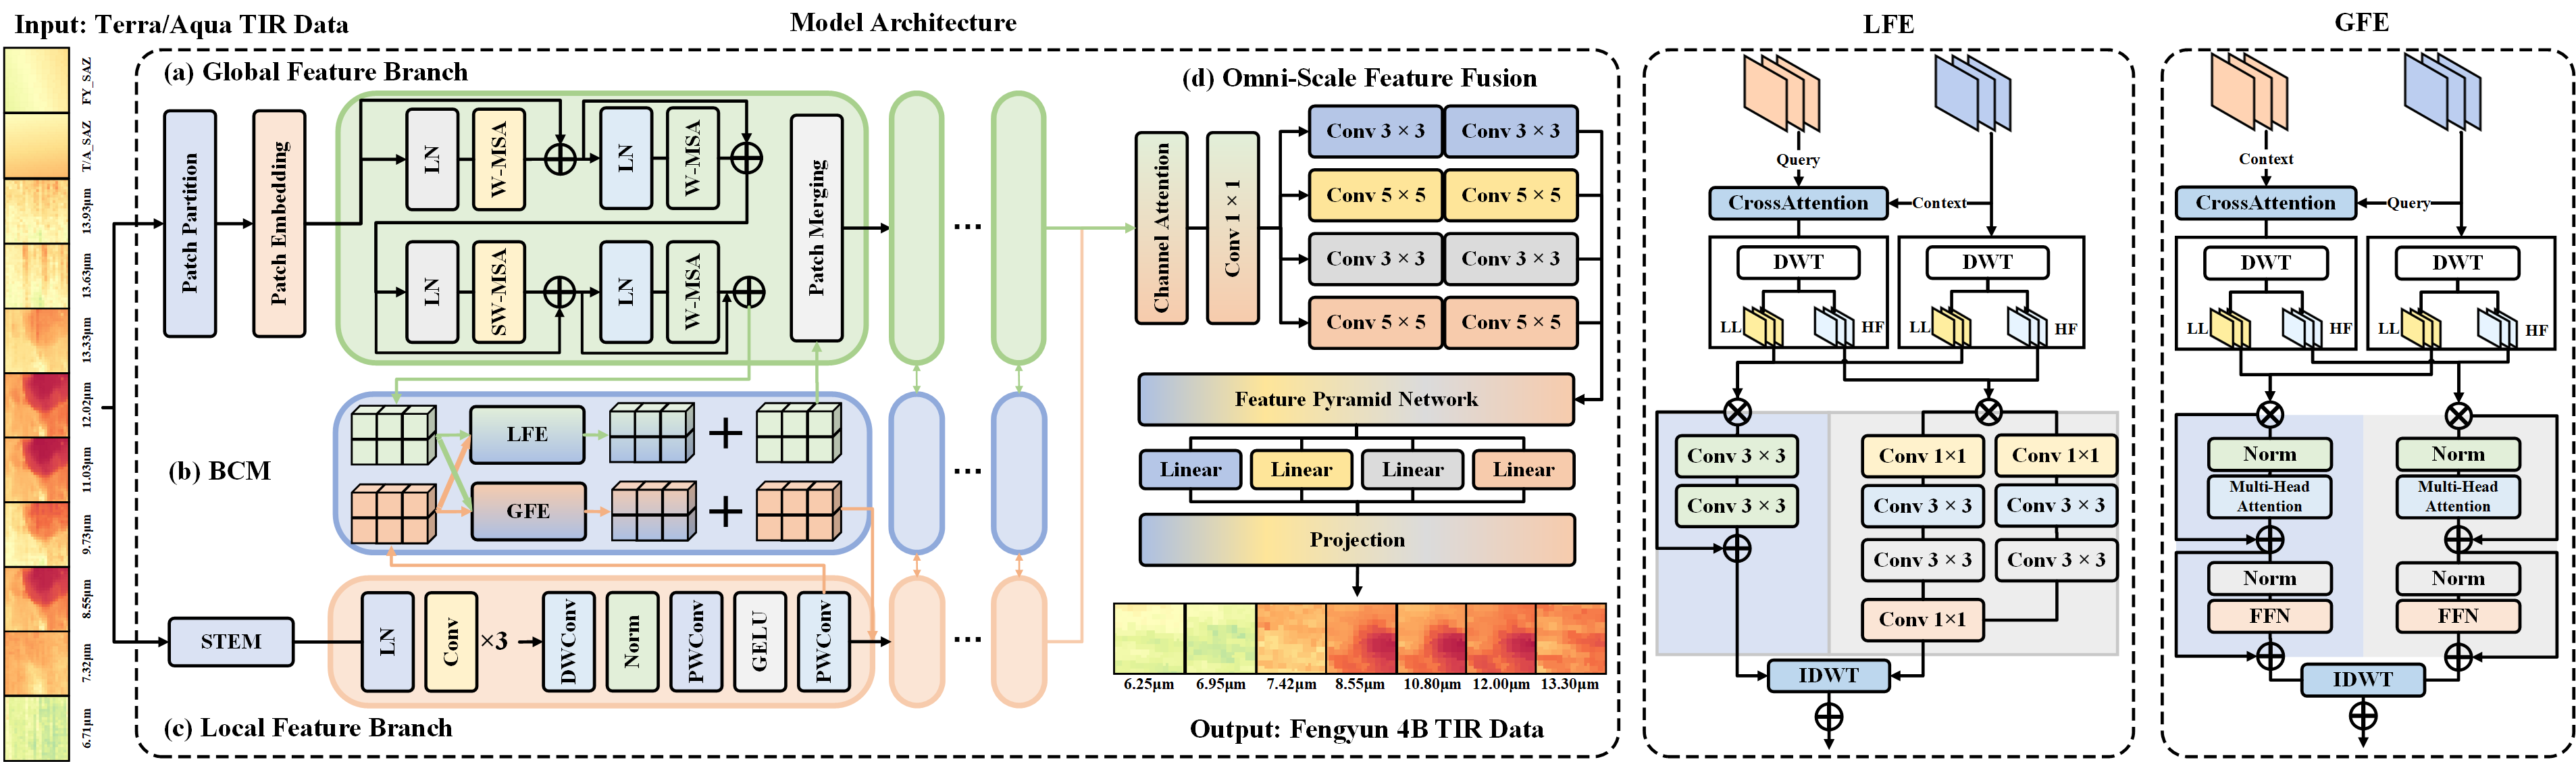 Input: Terra/Aqua TIR Data
Model Architecture
LFE
GFE
FY_SAZ
T/A_SAZ
13.93μm
13.63μm
13.33μm
12.02μm
11.03μm
9.73μm
8.55μm
7.32μm
6.71μm
(a) Global Feature Branch
Patch Partition
Patch Embedding
LN
W-MSA
LN
W-MSA
LN
SW-MSA
LN
W-MSA
Patch Merging
...
(b) BCM
LFE
+
GFE
+
...
STEM
LN
Conv
×3
DWConv
Norm
PWConv
GELU
PWConv
...
(c) Local Feature Branch
(d) Omni-Scale Feature Fusion
Channel Attention
Conv 1 × 1
Conv 3 × 3
Conv 3 × 3
Conv 5 × 5
Conv 5 × 5
Conv 3 × 3
Conv 3 × 3
Conv 5 × 5
Conv 5 × 5
Feature Pyramid Network
Linear
Linear
Linear
Linear
Projection
6.25μm
6.95μm
7.42μm
8.55μm
10.80μm
12.00μm
13.30μm
Output: Fengyun 4B TIR Data
Query
CrossAttention
Context
DWT
DWT
LL
HF
LL
HF
Conv 3 × 3
Conv 3 × 3
Conv 1×1
Conv 1×1
Conv 3 × 3
Conv 3 × 3
Conv 3 × 3
Conv 3 × 3
Conv 1×1
IDWT
Context
CrossAttention
Query
DWT
DWT
LL
HF
LL
HF
Norm
Norm
Multi-Head
Attention
Multi-Head
Attention
Norm
Norm
FFN
FFN
IDWT